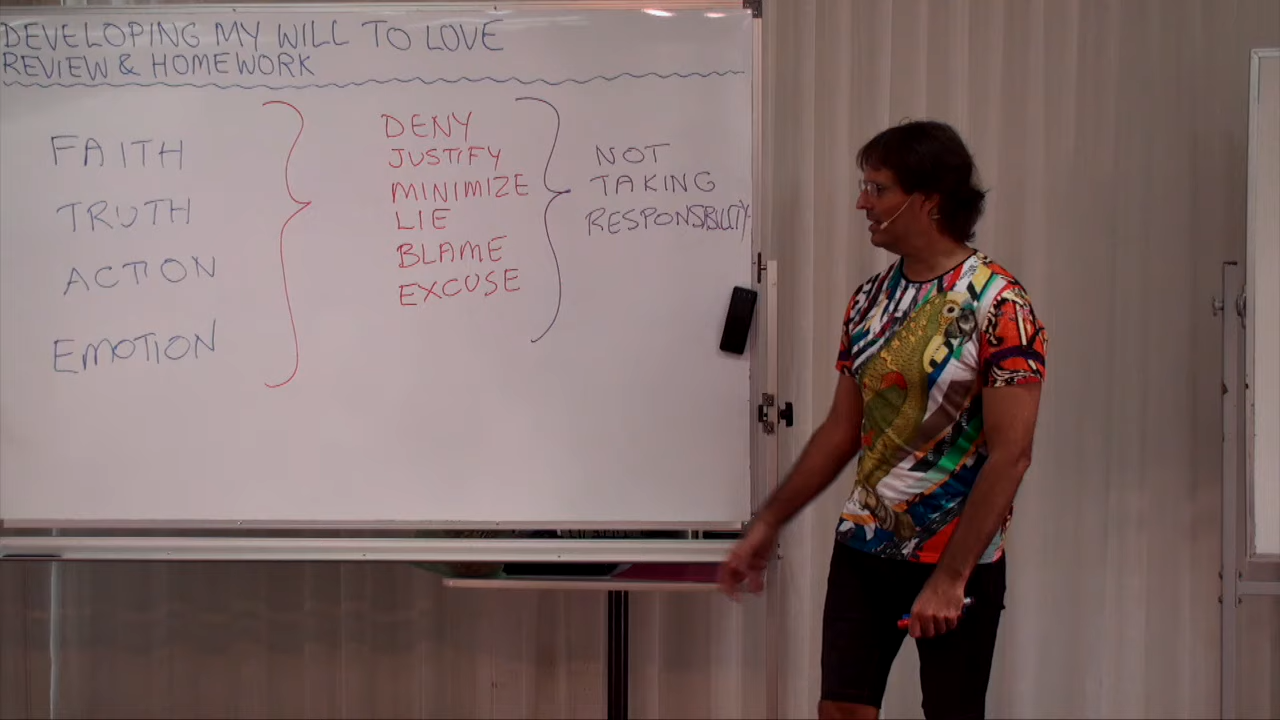 DEVELOPING MY WILL TO LOVE
REVIEW & HOMEWORK
FAITH
TRUTH
ACTION
EMOTION
DENY
JUSTIFY
MINIMIZE
LIE
BLAME
EXCUSE
NOT
TAKING
RESPONSIBILITY